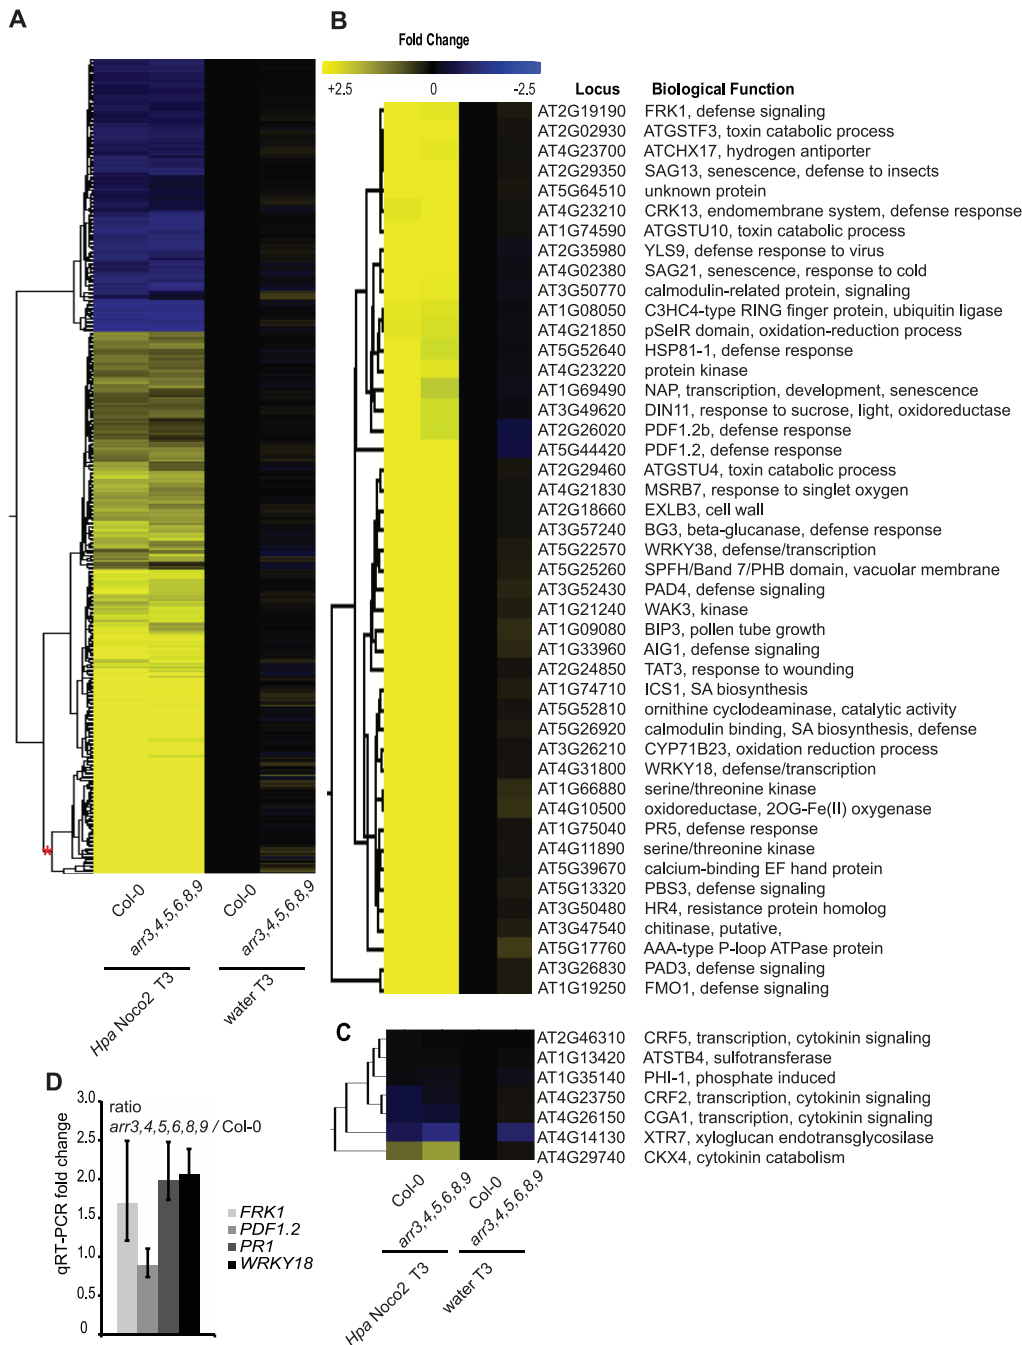 A
B
Fold Change
+2.5 0 -2.5
Locus Biological Function
AT2G19190 FRK1, defense signaling
AT2G02930 ATGSTF3, toxin catabolic process
AT4G23700 ATCHX17, hydrogen antiporter
AT2G29350 SAG13, senescence, defense to insects
AT5G64510 unknown protein
AT4G23210 CRK13, endomembrane system, defense response
AT1G74590 ATGSTU10, toxin catabolic process
AT2G35980 YLS9, defense response to virus
AT4G02380 SAG21, senescence, response to cold
AT3G50770 calmodulin-related protein, signaling
AT1G08050 C3HC4-type RING finger protein, ubiquitin ligase
AT4G21850 pSeIR domain, oxidation-reduction process
AT5G52640 HSP81-1, defense response
AT4G23220 protein kinase
AT1G69490 NAP, transcription, development, senescence
AT3G49620 DIN11, response to sucrose, light, oxidoreductase
AT2G26020 PDF1.2b, defense response
AT5G44420 PDF1.2, defense response
AT2G29460 ATGSTU4, toxin catabolic process
AT4G21830 MSRB7, response to singlet oxygen
AT2G18660 EXLB3, cell wall
AT3G57240 BG3, beta-glucanase, defense response
AT5G22570 WRKY38, defense/transcription
AT5G25260 SPFH/Band 7/PHB domain, vacuolar membrane
AT3G52430 PAD4, defense signaling
AT1G21240 WAK3, kinase
AT1G09080 BIP3, pollen tube growth
AT1G33960 AIG1, defense signaling
AT2G24850 TAT3, response to wounding
AT1G74710 ICS1, SA biosynthesis
AT5G52810 ornithine cyclodeaminase, catalytic activity
AT5G26920 calmodulin binding, SA biosynthesis, defense
AT3G26210 CYP71B23, oxidation reduction process
AT4G31800 WRKY18, defense/transcription
AT1G66880 serine/threonine kinase
AT4G10500 oxidoreductase, 2OG-Fe(II) oxygenase
AT1G75040 PR5, defense response
AT4G11890 serine/threonine kinase
AT5G39670 calcium-binding EF hand protein
AT5G13320 PBS3, defense signaling
AT3G50480 HR4, resistance protein homolog
AT3G47540 chitinase, putative,
AT5G17760 AAA-type P-loop ATPase protein
AT3G26830 PAD3, defense signaling
AT1G19250 FMO1, defense signaling
*
Col-0
arr3,4,5,6,8,9
Col-0
arr3,4,5,6,8,9
Hpa Noco2 T3
water T3
C
AT2G46310 CRF5, transcription, cytokinin signaling
AT1G13420 ATSTB4, sulfotransferase
AT1G35140 PHI-1, phosphate induced
AT4G23750 CRF2, transcription, cytokinin signaling
AT4G26150 CGA1, transcription, cytokinin signaling
AT4G14130 XTR7, xyloglucan endotransglycosilase
AT4G29740 CKX4, cytokinin catabolism
Col-0
arr3,4,5,6,8,9
Col-0
arr3,4,5,6,8,9
Hpa Noco2 T3
water T3
D
ratio
arr3,4,5,6,8,9 / Col-0
qRT-PCR fold change
3.0
2.5
2.0
1.5
1.0
0.5
0
FRK1
PDF1.2
PR1
WRKY18